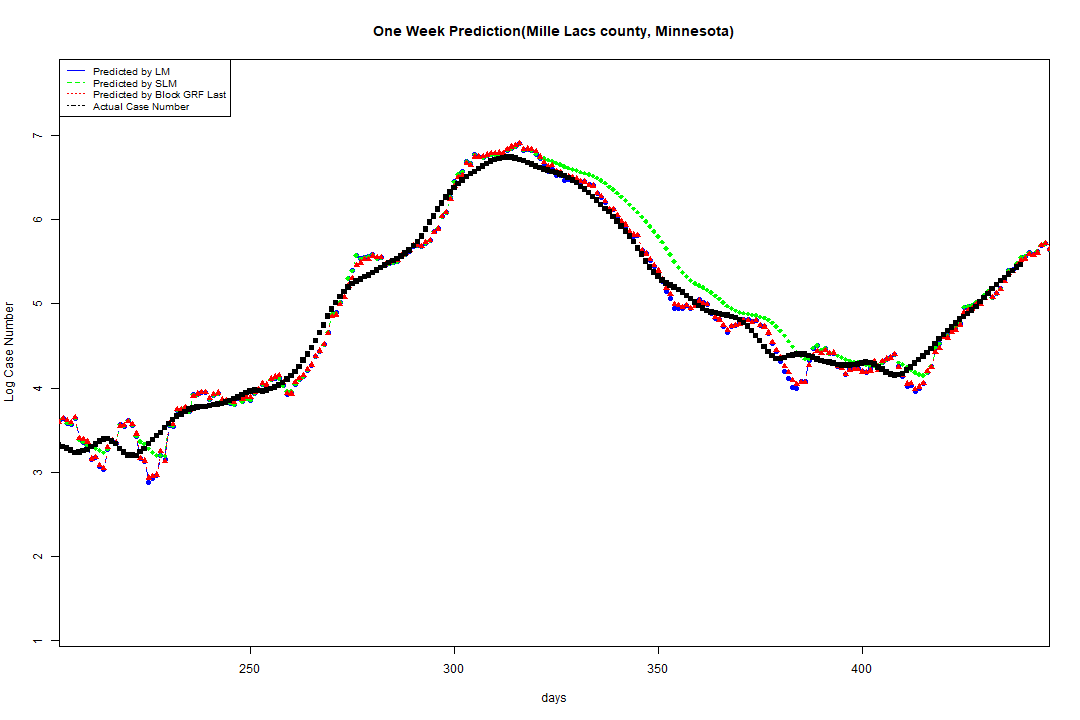 One Week Prediction(Mille Lacs county, Minnesota)
Predicted by LM
Predicted by SLM
Predicted by Block GRF Last
Actual Case Number
7
6
5
4
3
2
1
Log Case Number
250 300 350 400
days